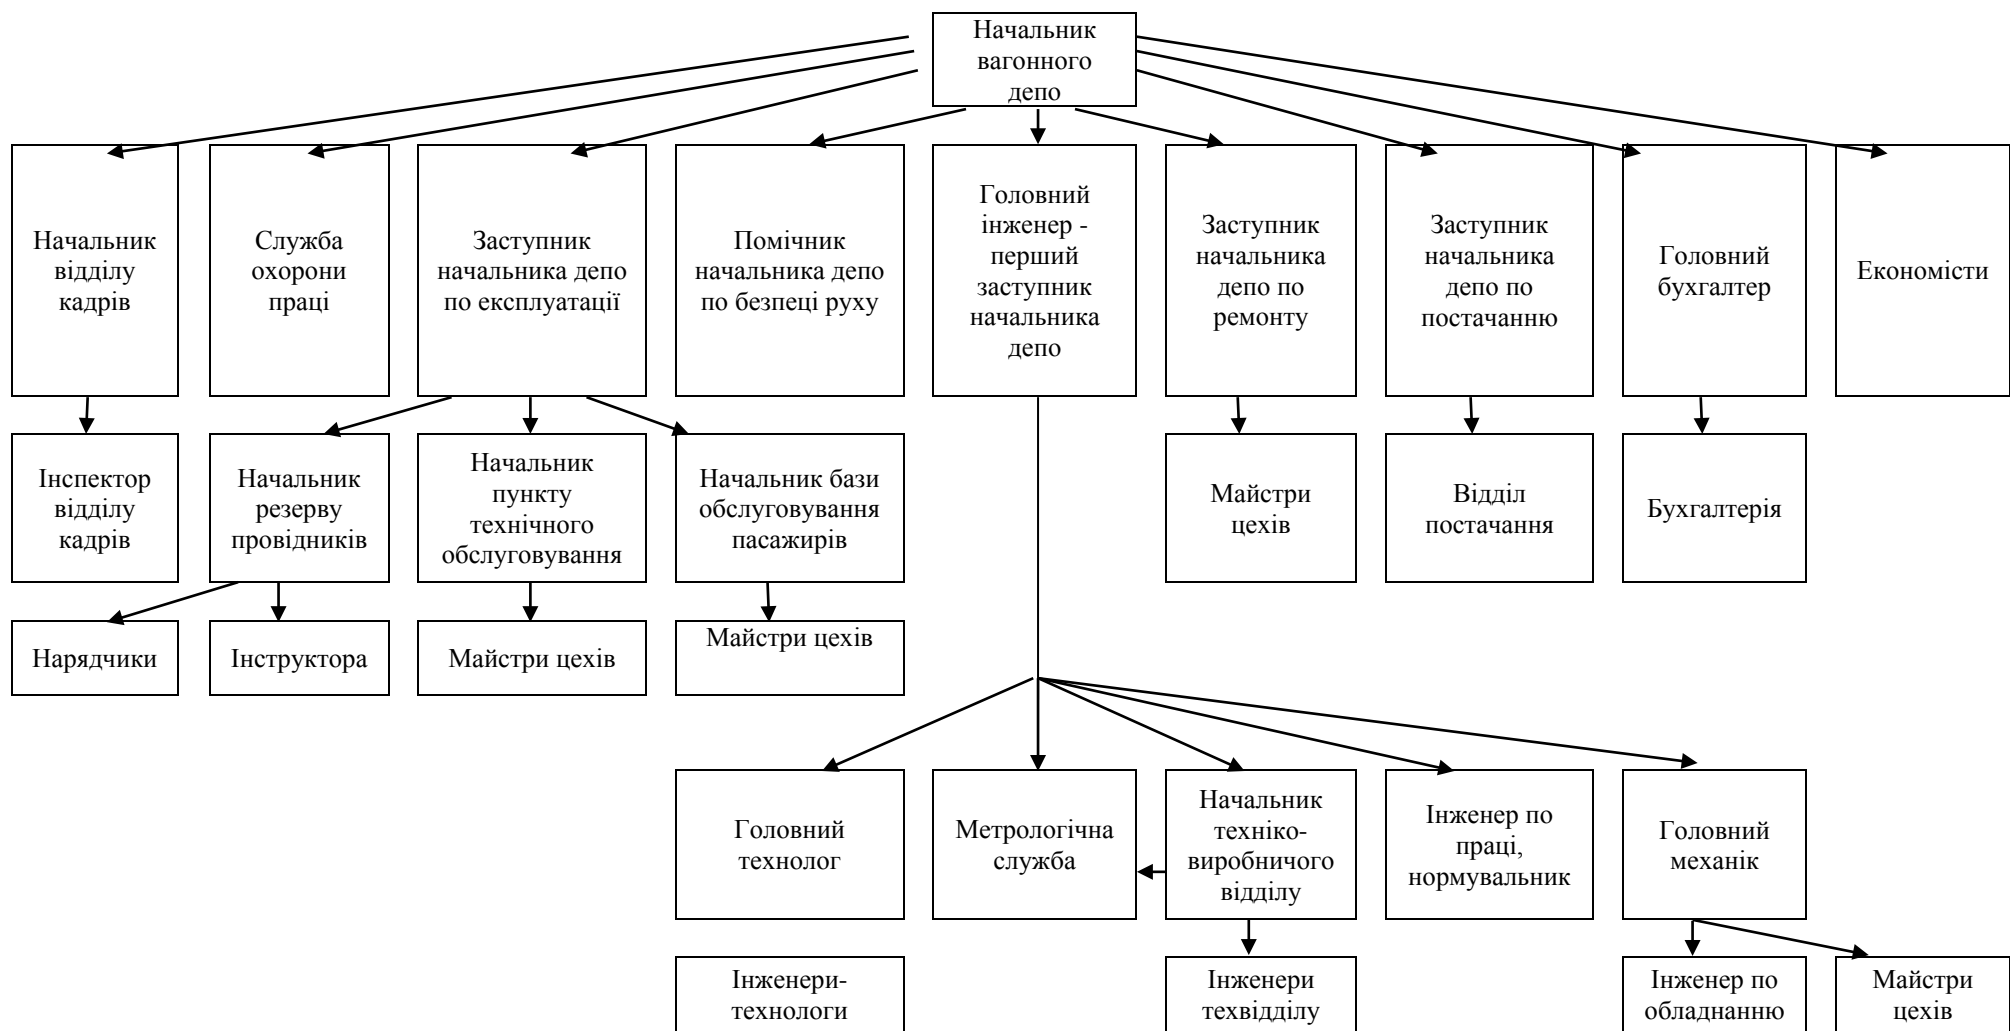 Начальник
вагонного
депо
Начальник
відділу
кадрів
Служба
охорони
праці
Заступник
начальника депо
по експлуатації
Помічник
начальника депо
по безпеці руху
Головний
інженер -
перший
заступник
начальника
депо
Заступник
начальника
депо по
ремонту
Заступник
начальника
депо по
постачанню
Головний
бухгалтер
Економісти
Інспектор
відділу
кадрів
Начальник
резерву
провідників
Начальник
пункту
технічного
обслуговування
Начальник бази
обслуговування
пасажирів
Майстри
цехів
Відділ
постачання
Бухгалтерія
Нарядчики
Інструктора
Майстри цехів
Майстри цехів
Головний
технолог
Метрологічна
служба
Начальник
техніко-
виробничого
відділу
Інженер по
праці,
нормувальник
Головний
механік
Інженери-
технологи
Інженери
техвідділу
Інженер по
обладнанню
Майстри
цехів